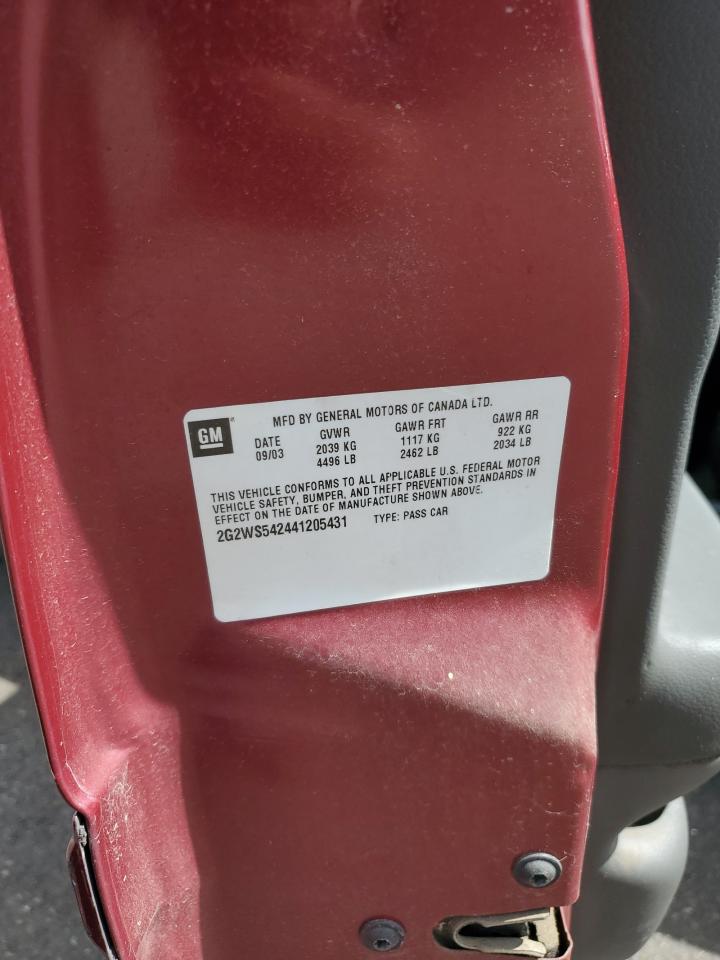 GM MFD BY GENERAL MOTORS OF CANADA LTD.
DATE GVWR GAWR FRT GAWR RR
09/03 2039 KG 1117 KG 922 KG
4496 LB 2462 LB 2034 LB
THIS VEHICLE CONFORMS TO ALL APPLICABLE U.S. FEDERAL MOTOR
VEHICLE SAFETY, BUMPER, AND THEFT PREVENTION STANDARDS IN
EFFECT ON THE DATE OF MANUFACTURE SHOWN ABOVE.
2G2WS542441205431 TYPE: PASS CAR